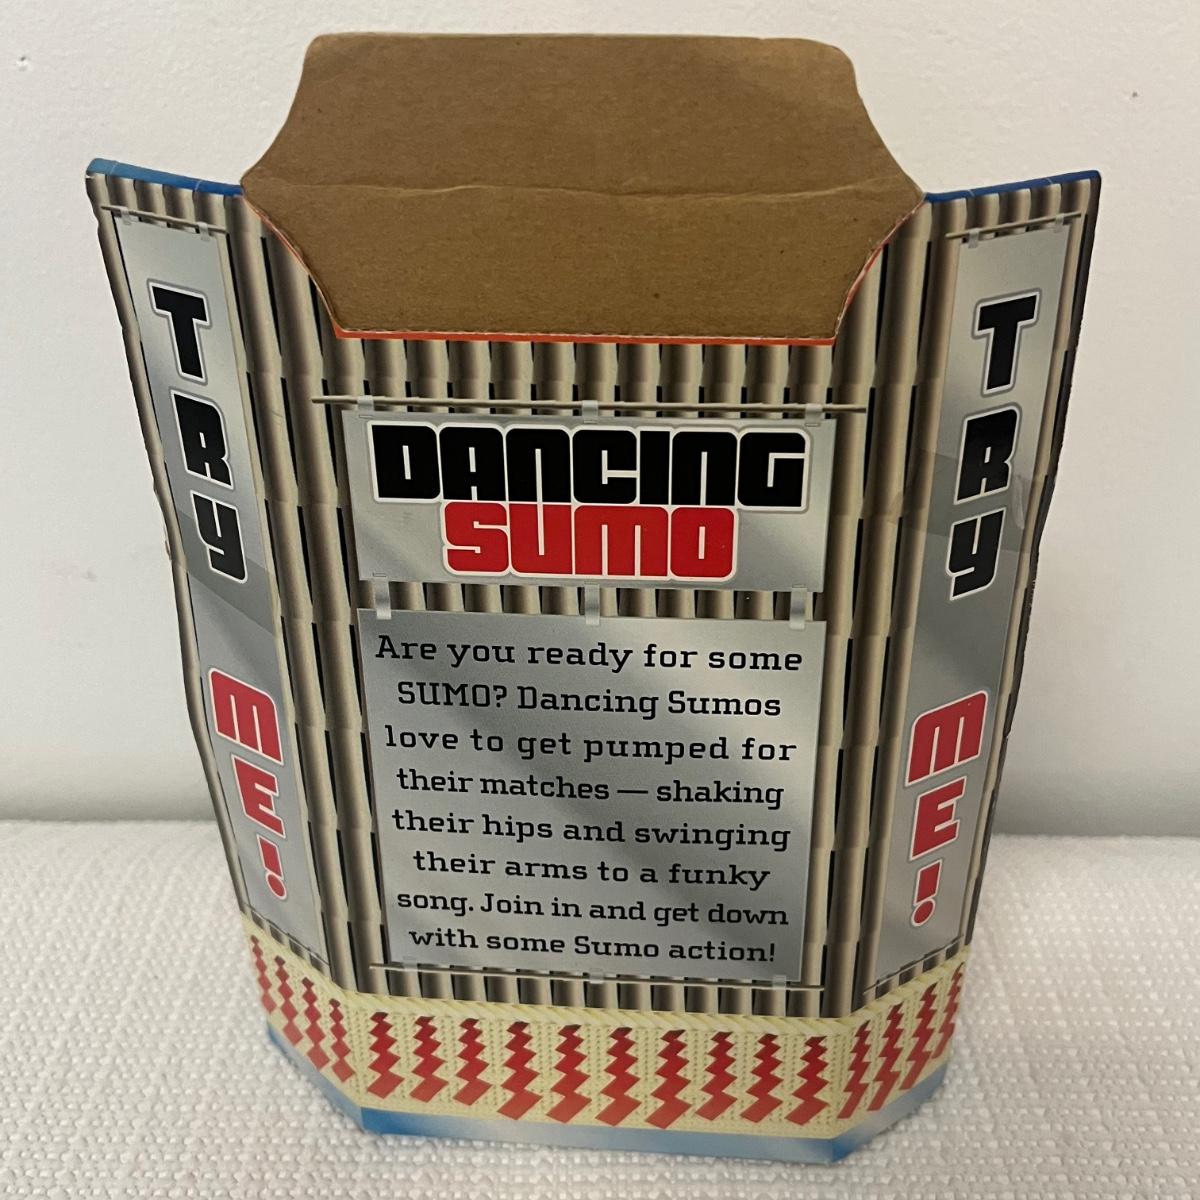 TRY
ME!
DANCING
SUMO
Are you ready for some
SUMO? Dancing Sumos
love to get pumped for
their matches — shaking
their hips and swinging
their arms to a funky
song. Join in and get down
with some Sumo action!
TRY
ME!